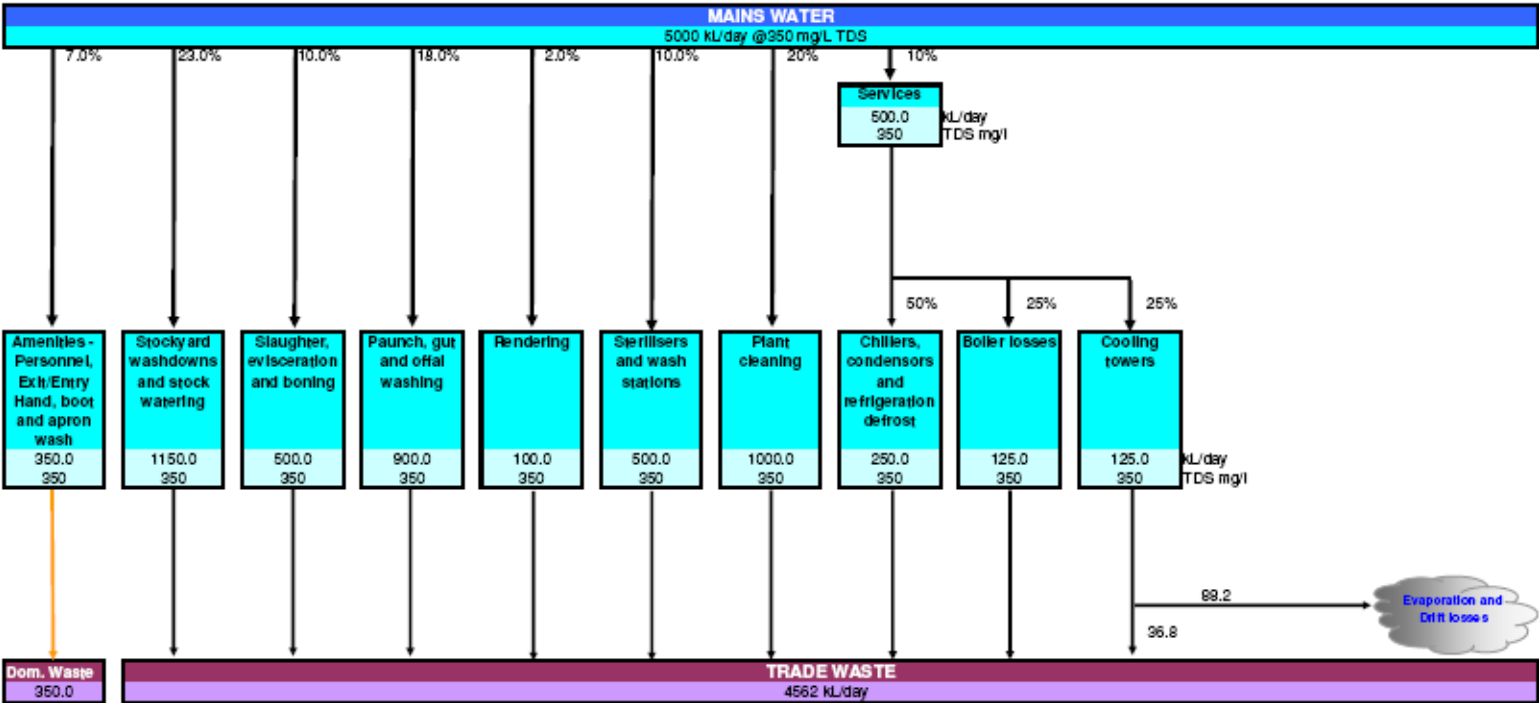 MAINS WATER
5000 kL/day @350 mg/L TDS
7.0%
23.0%
10.0%
18.0%
2.0%
10.0%
20%
10%
Services
500.0
kL/day
350
TDS mg/l
50%
25%
25%
Amenities -
Personnel,
Exit/Entry
Hand, boot
and apron
wash
350.0
350
Stockyard
washdowns
and stock
watering
1150.0
350
Slaughter,
evisceration
and boning
500.0
350
Paunch, gut
and offal
washing
900.0
350
Rendering
100.0
350
Sterilisers
and wash
stations
500.0
350
Plant
cleaning
1000.0
350
Chillers,
condensors
and
refrigeration
defrost
250.0
350
Boiler losses
125.0
350
Cooling
towers
125.0
350
kL/day
TDS mg/l
88.2
Evaporation and
Drift losses
36.8
Dom. Waste
350.0
TRADE WASTE
4562 kL/day